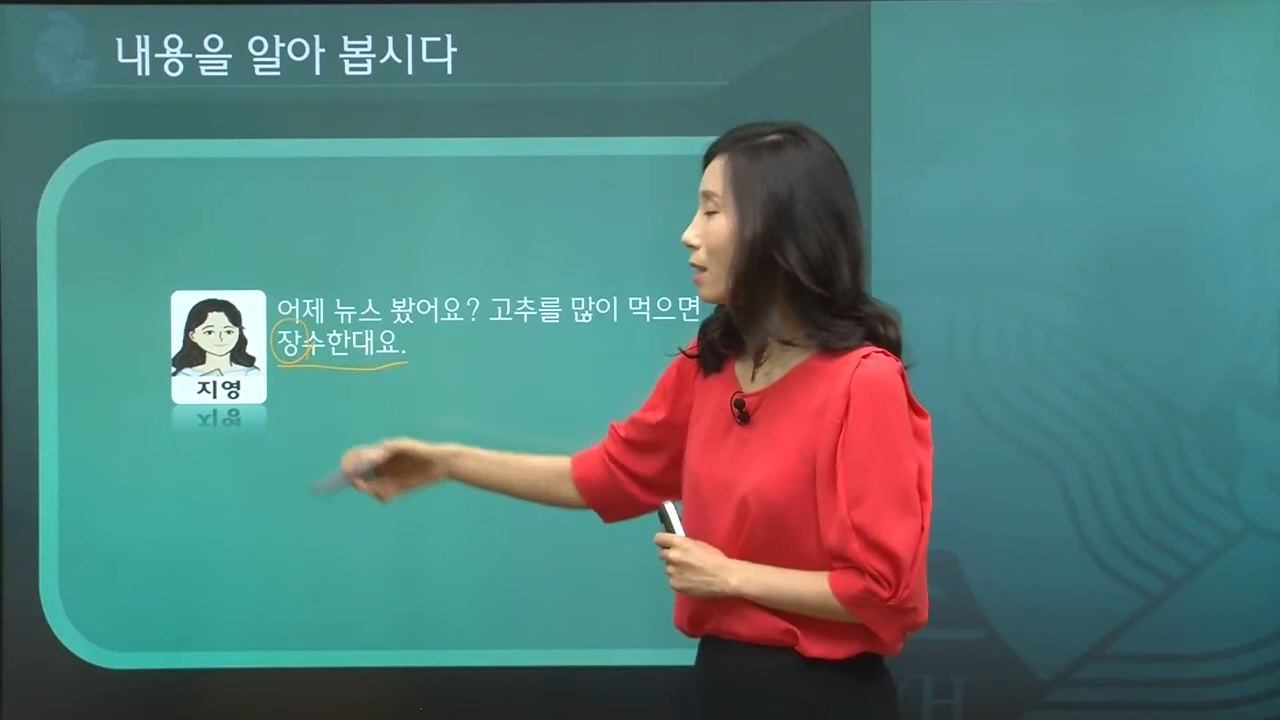 내용을 알아 봅시다
어제 뉴스 봤어요? 고추를 많이 먹으면
장수한대요.
지영